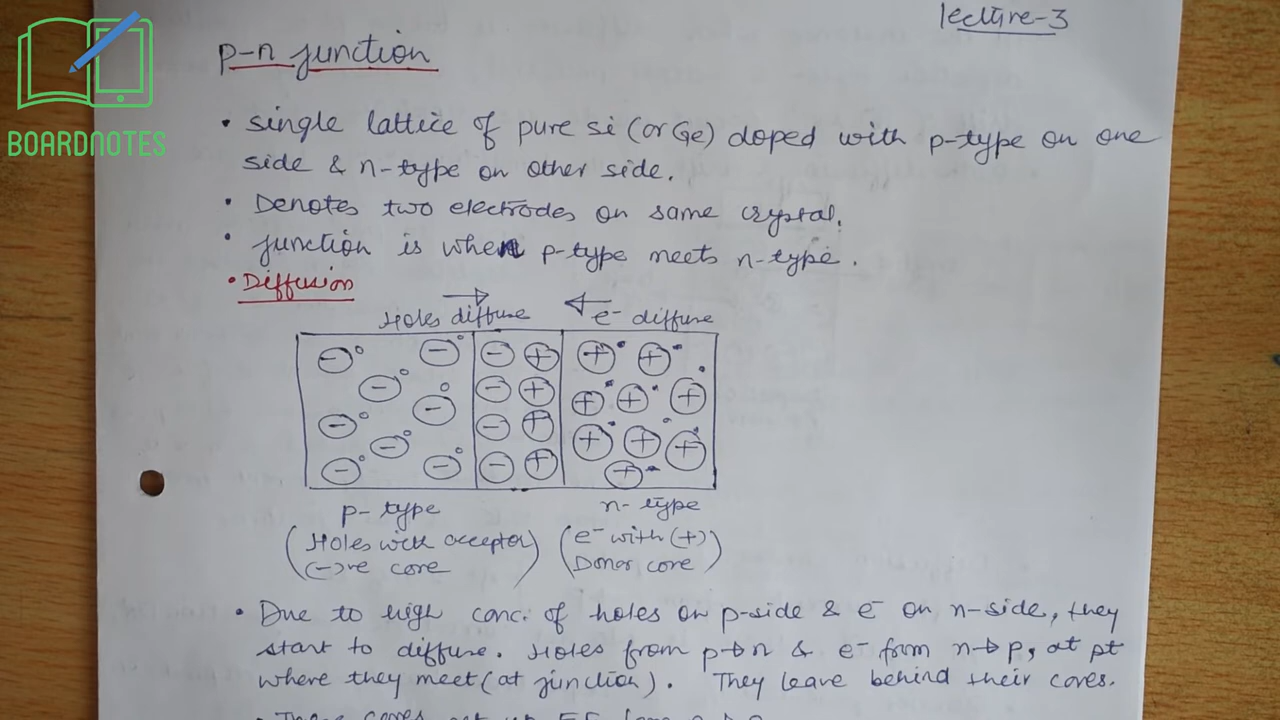 lecture-3
BOARDNOTES
p-n junction
• single lattice of pure si (or Ge) doped with p-type on one
side & n-type on other side.
• Denotes two electrodes on same crystal.
• junction is when p-type meets n-type.
• Diffusion
Holes diffuse e⁻ diffuse
p-type n-type
(Holes with acceptor (-)ve core) (e⁻ with (+) Donor core)
• Due to high conc. of holes on p-side & e⁻ on n-side, they
start to diffuse. Holes from p→n & e⁻ from n→p, at pt
where they meet (at junction). They leave behind their cores.